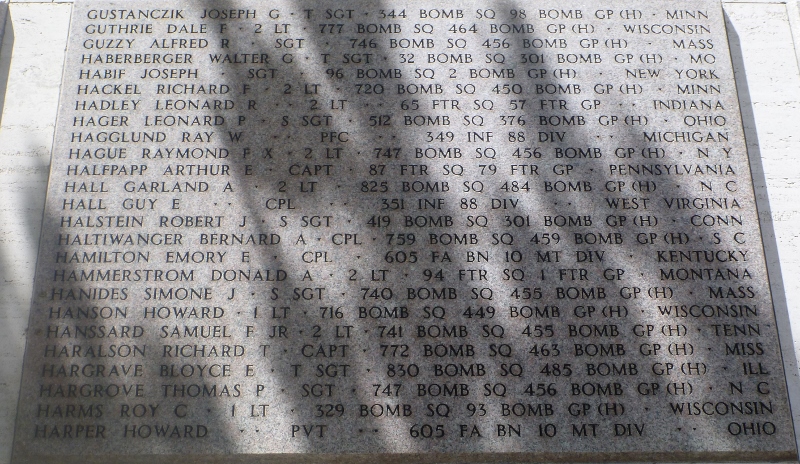 GUSTANCZIK JOSEPH G · T SGT · 344 BOMB SQ 98 BOMB GP (H) · MINN
GUTHRIE DALE F · 2 LT · 777 BOMB SQ 464 BOMB GP (H) · WISCONSIN
GUZZY ALFRED R · SGT · 746 BOMB SQ 456 BOMB GP (H) · MASS
HABERBERGER WALTER G · T SGT · 32 BOMB SQ 301 BOMB GP (H) · MO
HABIF JOSEPH · SGT · 96 BOMB SQ 2 BOMB GP (H) · NEW YORK
HACKEL RICHARD F · 2 LT · 720 BOMB SQ 450 BOMB GP (H) · MINN
HADLEY LEONARD R · · 2 LT · · 65 FTR SQ 57 FTR GP · · INDIANA
HAGER LEONARD P · S SGT · 512 BOMB SQ 376 BOMB GP (H) · OHIO
HAGGLUND RAY W · · PFC · · 349 INF 88 DIV · · MICHIGAN
HAGUE RAYMOND F X · 2 LT · 747 BOMB SQ 456 BOMB GP (H) · N Y
HALFPAPP ARTHUR E · CAPT · 87 FTR SQ 79 FTR GP · PENNSYLVANIA
HALL GARLAND A · 2 LT · 825 BOMB SQ 484 BOMB GP (H) · N C
HALL GUY E · · CPL · · 351 INF 88 DIV · · WEST VIRGINIA
HALSTEIN ROBERT J · S SGT · 419 BOMB SQ 301 BOMB GP (H) · CONN
HALTIWANGER BERNARD A · CPL · 759 BOMB SQ 459 BOMB GP (H) · S C
HAMILTON EMORY E · CPL · 605 FA BN 10 MT DIV · KENTUCKY
HAMMERSTROM DONALD A · 2 LT · 94 FTR SQ 1 FTR GP · MONTANA
HANIDES SIMONE J · S SGT · 740 BOMB SQ 455 BOMB GP (H) · MASS
HANSON HOWARD · 1 LT · 716 BOMB SQ 449 BOMB GP (H) · WISCONSIN
HANSSARD SAMUEL F JR · 2 LT · 741 BOMB SQ 455 BOMB GP (H) · TENN
HARALSON RICHARD T · CAPT · 772 BOMB SQ 463 BOMB GP (H) · MISS
HARGRAVE BLOYCE E · T SGT · 830 BOMB SQ 485 BOMB GP (H) · ILL
HARGROVE THOMAS P · SGT · 747 BOMB SQ 456 BOMB GP (H) · N C
HARMS ROY C · 1 LT · 329 BOMB SQ 93 BOMB GP (H) · WISCONSIN
HARPER HOWARD · · PVT · · 605 FA BN 10 MT DIV · · OHIO